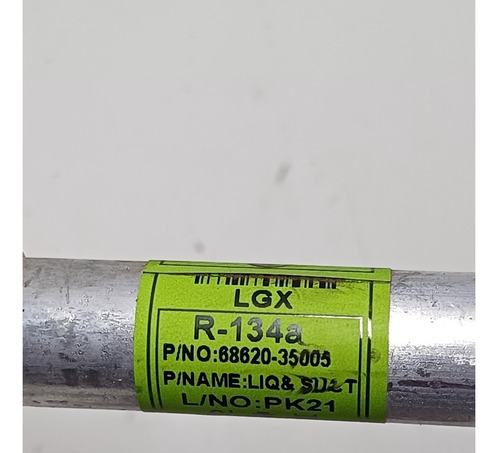 LGX
R-134a
P/NO:68620-35005
P/NAME:LIQ& T
L/NO:PK21